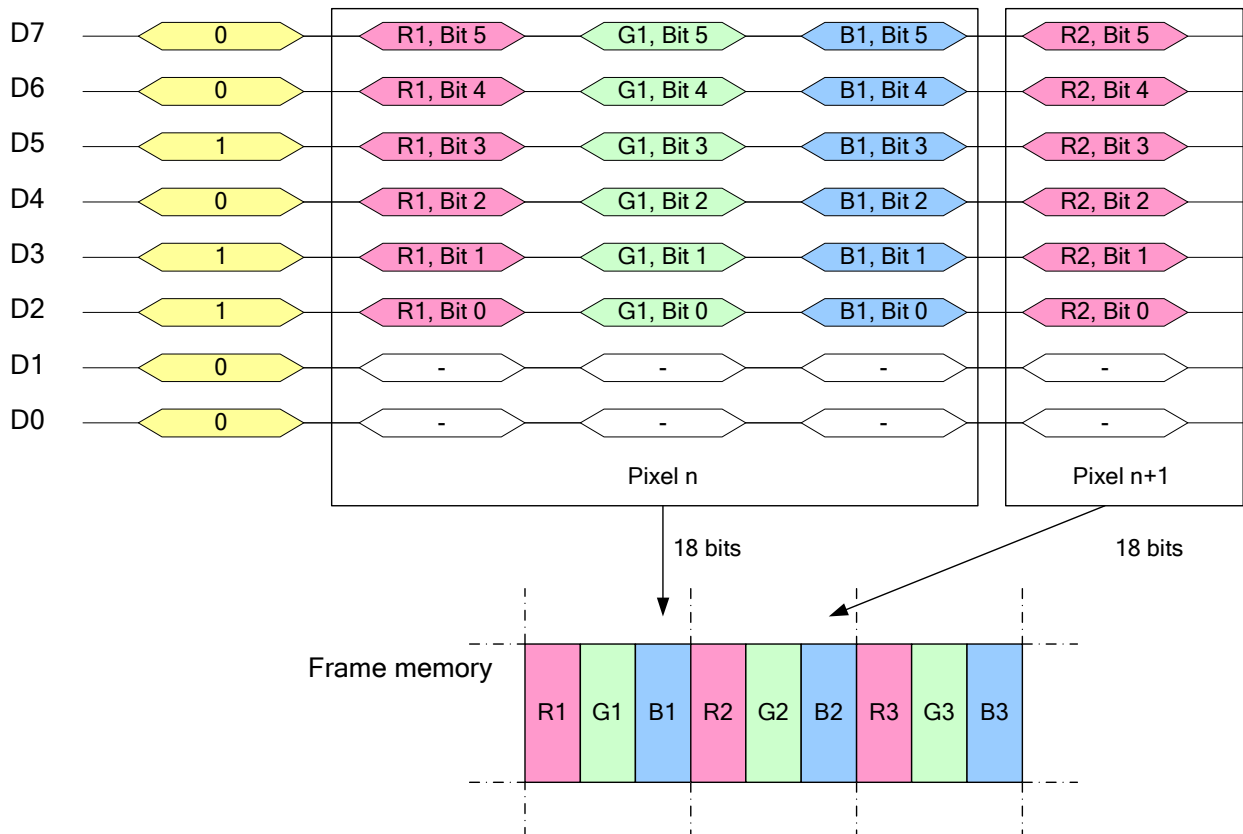 D7 0 R1, Bit 5 G1, Bit 5 B1, Bit 5 R2, Bit 5
D6 0 R1, Bit 4 G1, Bit 4 B1, Bit 4 R2, Bit 4
D5 1 R1, Bit 3 G1, Bit 3 B1, Bit 3 R2, Bit 3
D4 0 R1, Bit 2 G1, Bit 2 B1, Bit 2 R2, Bit 2
D3 1 R1, Bit 1 G1, Bit 1 B1, Bit 1 R2, Bit 1
D2 1 R1, Bit 0 G1, Bit 0 B1, Bit 0 R2, Bit 0
D1 0 - - - -
D0 0 - - - -
Pixel n Pixel n+1
18 bits 18 bits
Frame memory
R1 G1 B1 R2 G2 B2 R3 G3 B3